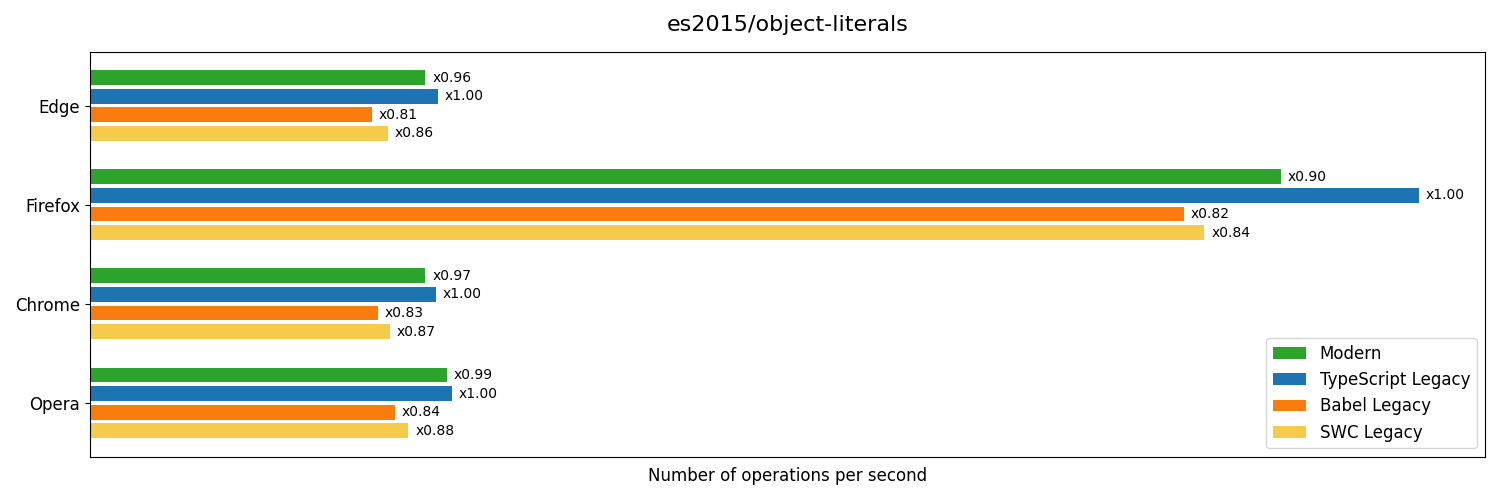 es2015/object-literals
Edge
x0.96
x1.00
x0.81
x0.86
Firefox
x0.90
x1.00
x0.82
x0.84
Chrome
x0.97
x1.00
x0.83
x0.87
Opera
x0.99
x1.00
x0.84
x0.88
Modern
TypeScript Legacy
Babel Legacy
SWC Legacy
Number of operations per second